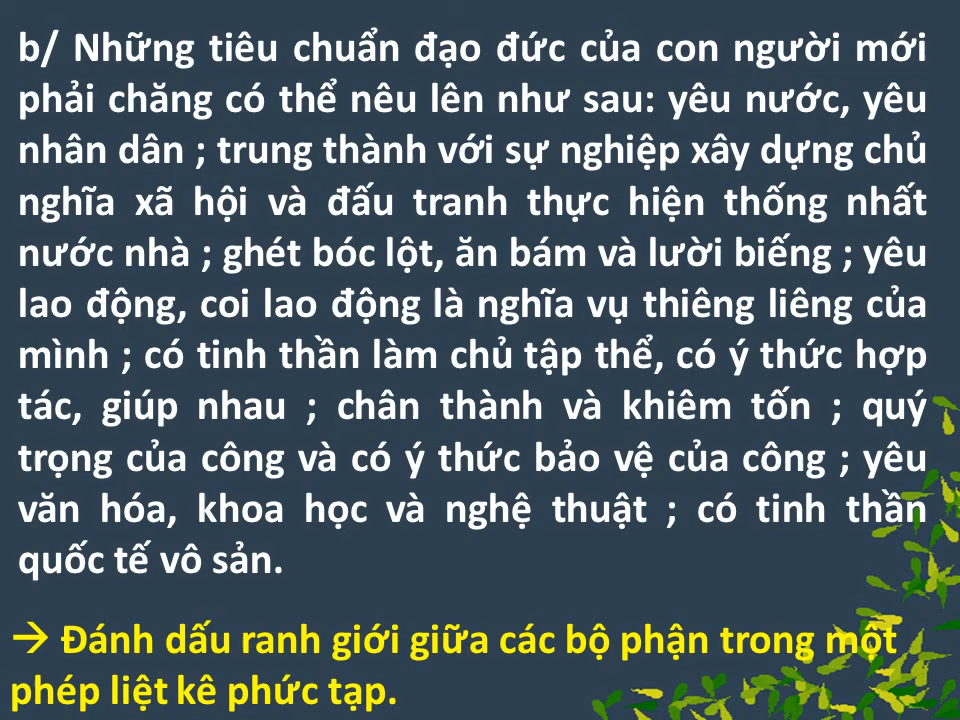 b/ Những tiêu chuẩn đạo đức của con người mới
phải chăng có thể nêu lên như sau: yêu nước, yêu
nhân dân ; trung thành với sự nghiệp xây dựng chủ
nghĩa xã hội và đấu tranh thực hiện thống nhất
nước nhà ; ghét bóc lột, ăn bám và lười biếng ; yêu
lao động, coi lao động là nghĩa vụ thiêng liêng của
mình ; có tinh thần làm chủ tập thể, có ý thức hợp
tác, giúp nhau ; chân thành và khiêm tốn ; quý
trọng của công và có ý thức bảo vệ của công ; yêu
văn hóa, khoa học và nghệ thuật ; có tinh thần
quốc tế vô sản.
→ Đánh dấu ranh giới giữa các bộ phận trong một
phép liệt kê phức tạp.